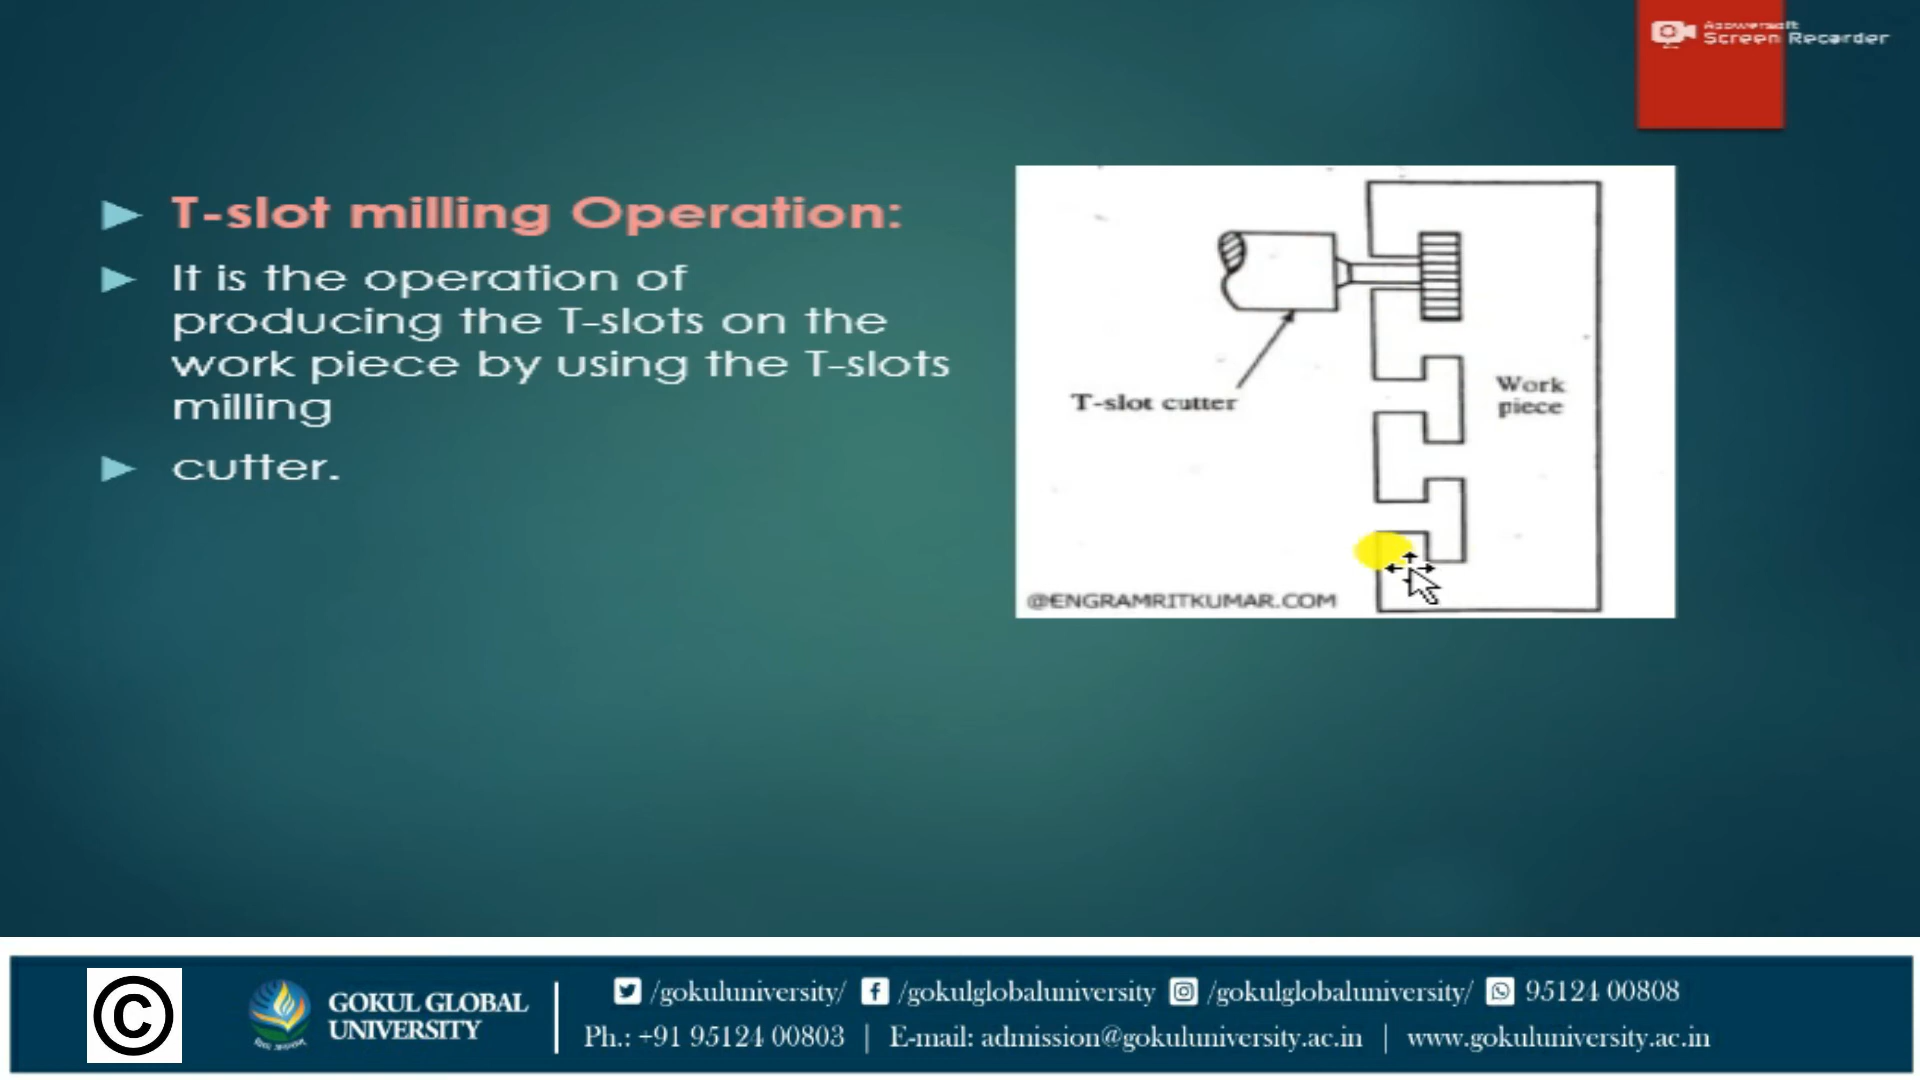 Apowersoft
Screen Recorder
T-slot milling Operation:
It is the operation of
producing the T-slots on the
work piece by using the T-slots
milling
cutter.
T-slot cutter
Work
piece
@ENGRAMRITKUMAR.COM
©
GOKUL GLOBAL
UNIVERSITY
/gokuluniversity/ /gokulglobaluniversity /gokulglobaluniversity/ 95124 00808
Ph.: +91 95124 00803 | E-mail: admission@gokuluniversity.ac.in | www.gokuluniversity.ac.in